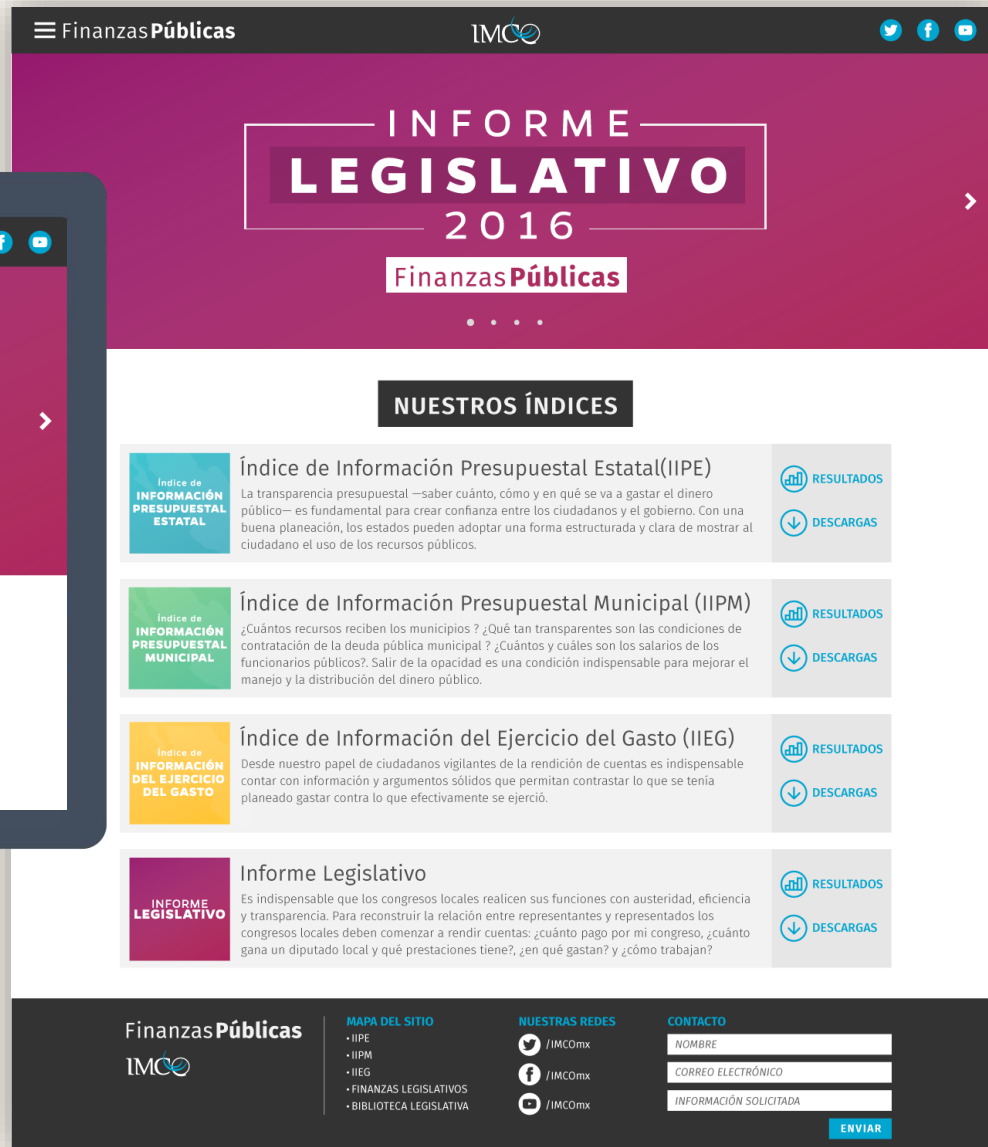 FinanzasPúblicas
IMCO
INFORME
LEGISLATIVO
2016
FinanzasPúblicas
NUESTROS ÍNDICES
Índice de
INFORMACIÓN
PRESUPUESTAL
ESTATAL
Índice de Información Presupuestal Estatal(IIPE)
La transparencia presupuestal —saber cuánto, cómo y en qué se va a gastar el dinero
público— es fundamental para crear confianza entre los ciudadanos y el gobierno. Con una
buena planeación, los estados pueden adoptar una forma estructurada y clara de mostrar al
ciudadano el uso de los recursos públicos.
RESULTADOS
DESCARGAS
Índice de
INFORMACIÓN
PRESUPUESTAL
MUNICIPAL
Índice de Información Presupuestal Municipal (IIPM)
¿Cuántos recursos reciben los municipios ? ¿Qué tan transparentes son las condiciones de
contratación de la deuda pública municipal ? ¿Cuántos y cuáles son los salarios de los
funcionarios públicos?. Salir de la opacidad es una condición indispensable para mejorar el
manejo y la distribución del dinero público.
RESULTADOS
DESCARGAS
Índice de
INFORMACIÓN
DEL EJERCICIO
DEL GASTO
Índice de Información del Ejercicio del Gasto (IIEG)
Desde nuestro papel de ciudadanos vigilantes de la rendición de cuentas es indispensable
contar con información y argumentos sólidos que permitan contrastar lo que se tenía
planeado gastar contra lo que efectivamente se ejerció.
RESULTADOS
DESCARGAS
INFORME
LEGISLATIVO
Informe Legislativo
Es indispensable que los congresos locales realicen sus funciones con austeridad, eficiencia
y transparencia. Para reconstruir la relación entre representantes y representados los
congresos locales deben comenzar a rendir cuentas: ¿cuánto pago por mi congreso, ¿cuánto
gana un diputado local y qué prestaciones tiene?, ¿en qué gastan? y ¿cómo trabajan?
RESULTADOS
DESCARGAS
FinanzasPúblicas
IMCO
MAPA DEL SITIO
• IIPE
• IIPM
• IIEG
• FINANZAS LEGISLATIVOS
• BIBLIOTECA LEGISLATIVA
NUESTRAS REDES
/IMCOmx
/IMCOmx
/IMCOmx
CONTACTO
NOMBRE
CORREO ELECTRÓNICO
INFORMACIÓN SOLICITADA
ENVIAR